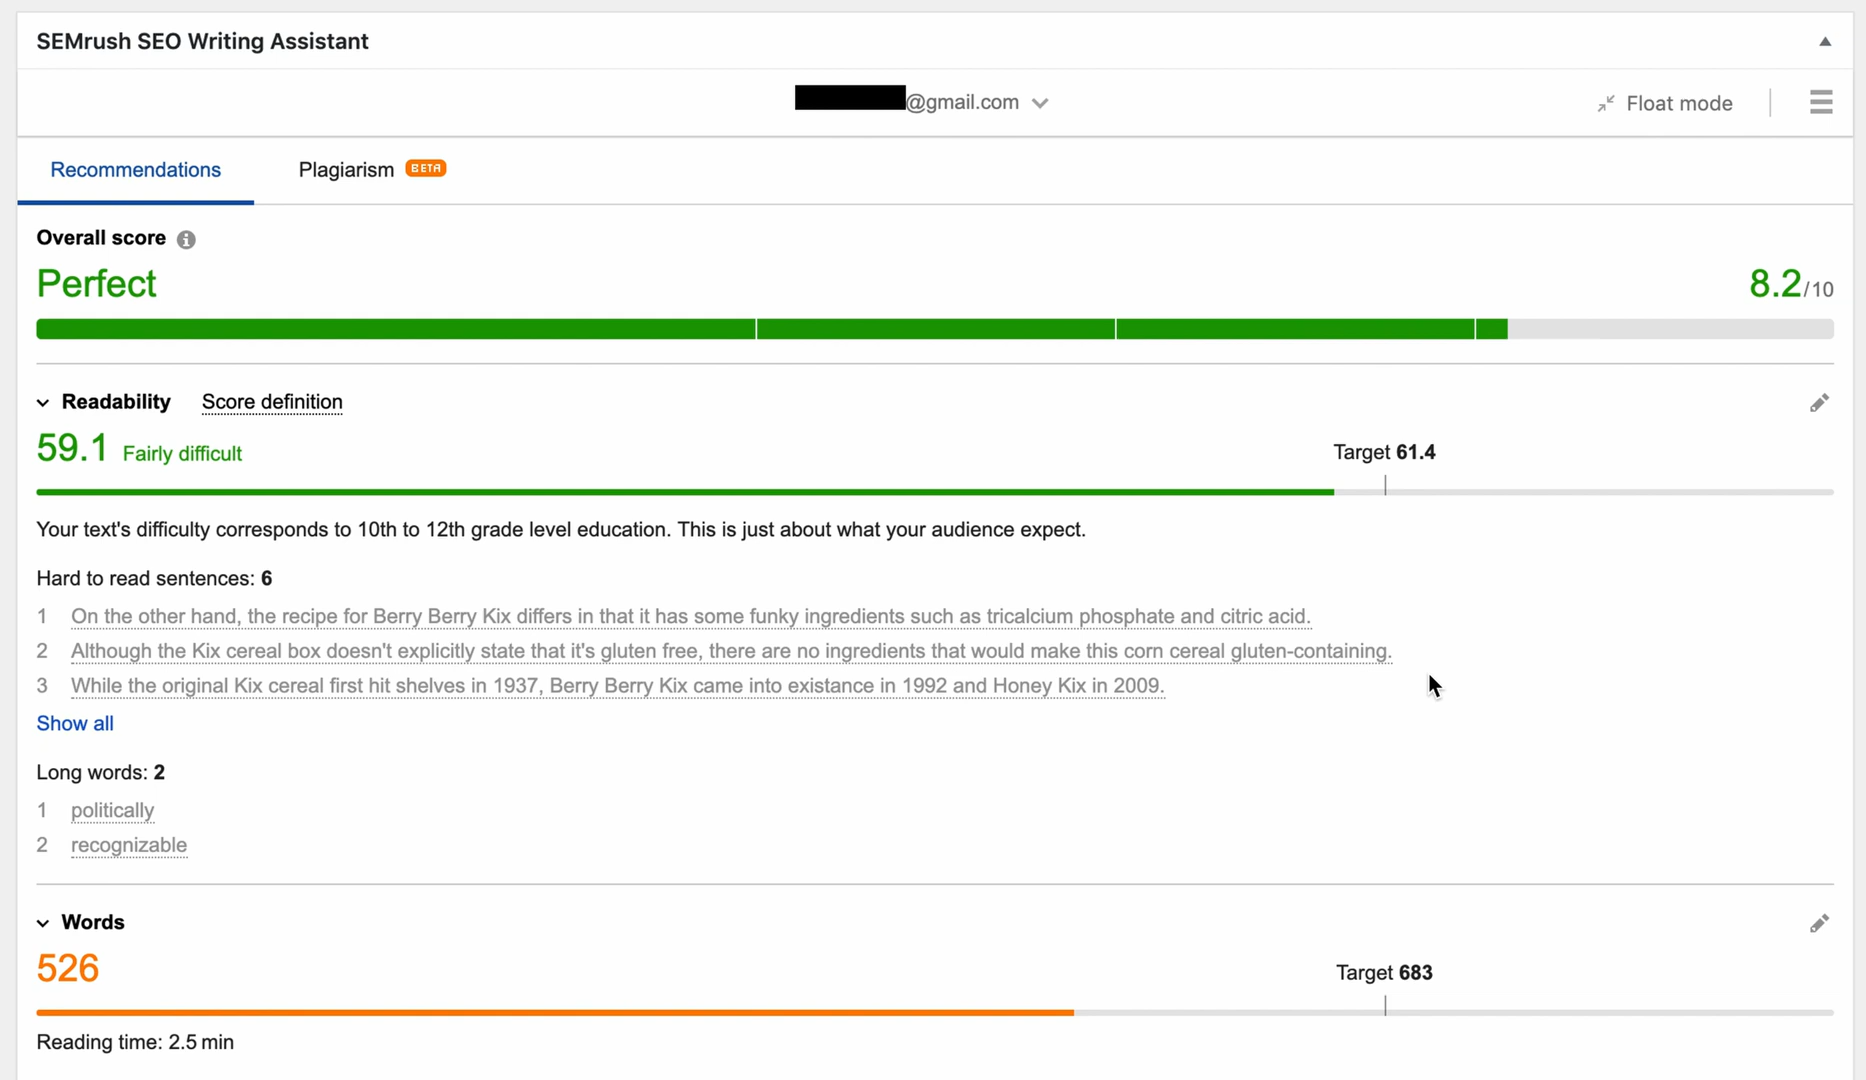 SEMrush SEO Writing Assistant
@gmail.com
Float mode
Recommendations Plagiarism BETA
Overall score
Perfect 8.2/10
Readability Score definition
59.1 Fairly difficult Target 61.4
Your text's difficulty corresponds to 10th to 12th grade level education. This is just about what your audience expect.
Hard to read sentences: 6
1 On the other hand, the recipe for Berry Berry Kix differs in that it has some funky ingredients such as tricalcium phosphate and citric acid.
2 Although the Kix cereal box doesn't explicitly state that it's gluten free, there are no ingredients that would make this corn cereal gluten-containing.
3 While the original Kix cereal first hit shelves in 1937, Berry Berry Kix came into existance in 1992 and Honey Kix in 2009.
Show all
Long words: 2
1 politically
2 recognizable
Words
526 Target 683
Reading time: 2.5 min